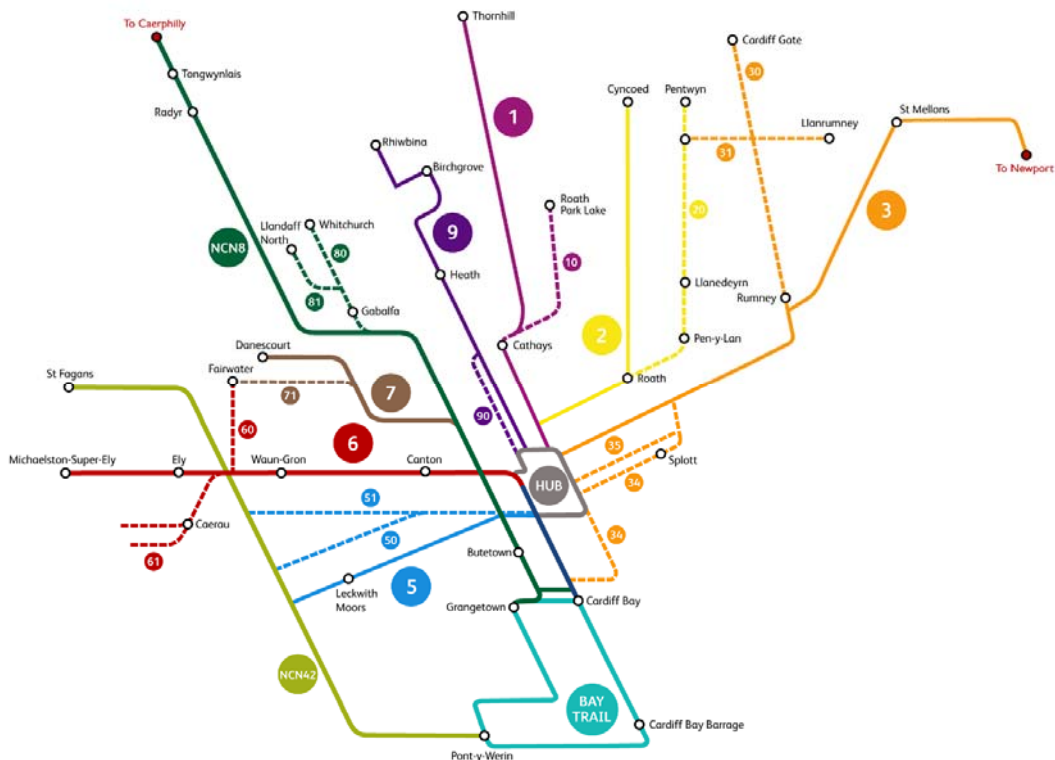 To Caerphilly
Thornhill
Tongwynlais
Radyr
Cardiff Gate
30
Cyncoed
Pentwyn
St Mellons
1
Llanrumney
31
To Newport
Rhiwbina
Birchgrove
Roath
Park Lake
3
20
Llandaff
North
Whitchurch
NCN8
80
9
10
Heath
81
Gabalfa
Llanedeyrn
Rumney
2
Cathays
Pen-y-Lan
Danescourt
Fairwater
St Fagans
71
7
Roath
90
60
6
35
Michaelston-Super-Ely
Ely
Waun-Gron
Canton
HUB
34
Splott
51
Caerau
50
34
61
Butetown
5
Leckwith
Moors
Grangetown
Cardiff Bay
NCN42
BAY
TRAIL
Cardiff Bay Barrage
Pont-y-Werin